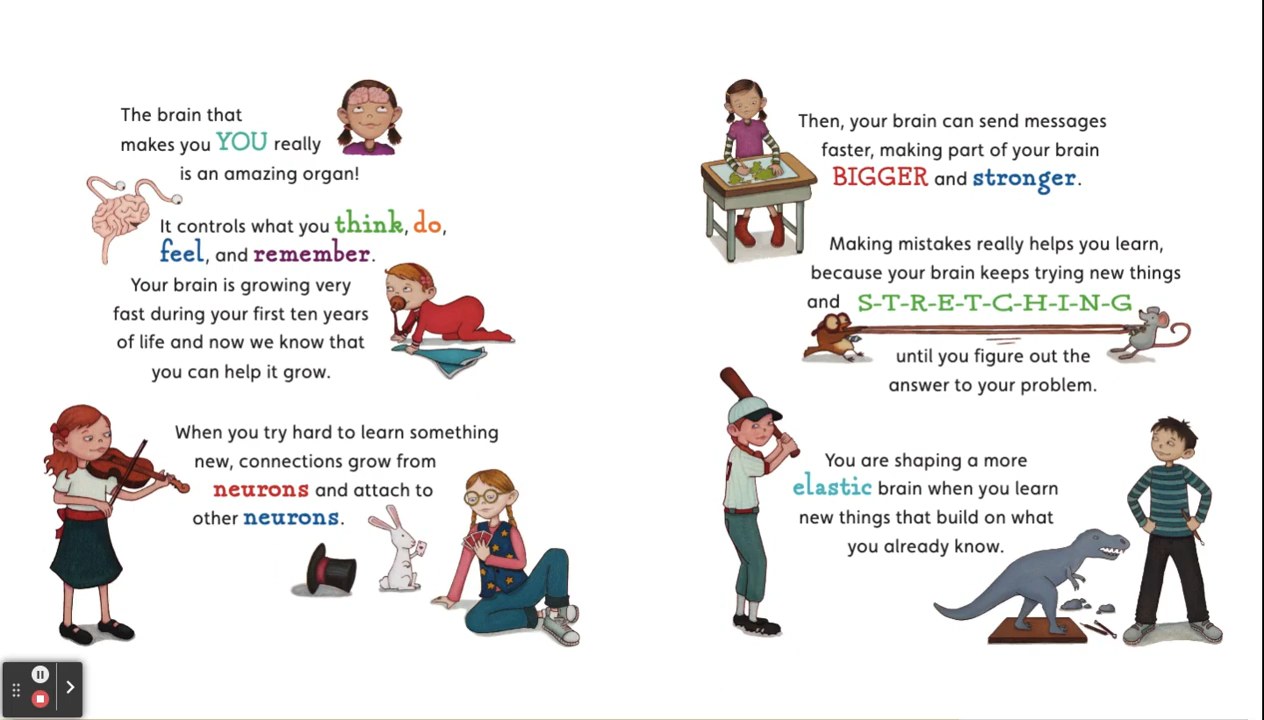 The brain that
makes you YOU really
is an amazing organ!
It controls what you think, do,
feel, and remember.
Your brain is growing very
fast during your first ten years
of life and now we know that
you can help it grow.
When you try hard to learn something
new, connections grow from
neurons and attach to
other neurons.
Then, your brain can send messages
faster, making part of your brain
BIGGER and stronger.
Making mistakes really helps you learn,
because your brain keeps trying new things
and S-T-R-E-T-C-H-I-N-G
until you figure out the
answer to your problem.
You are shaping a more
elastic brain when you learn
new things that build on what
you already know.